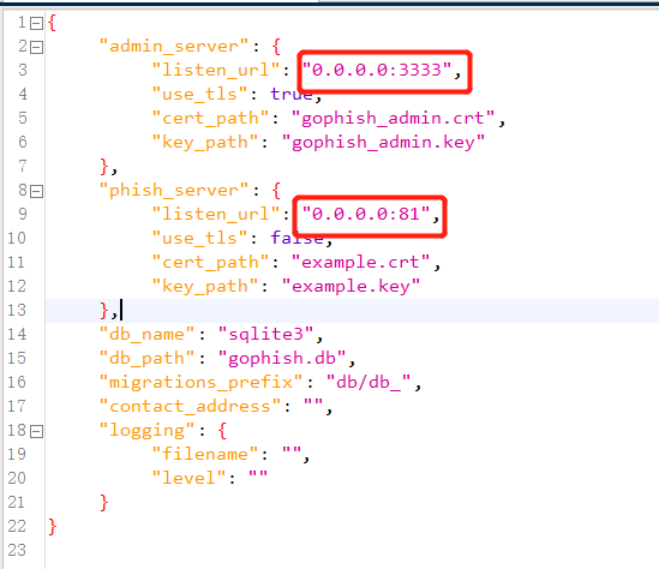 1 {
2 "admin_server": {
3 "listen_url": "0.0.0.0:3333",
4 "use_tls": true,
5 "cert_path": "gophish_admin.crt",
6 "key_path": "gophish_admin.key"
7 },
8 "phish_server": {
9 "listen_url": "0.0.0.0:81",
10 "use_tls": false,
11 "cert_path": "example.crt",
12 "key_path": "example.key"
13 },
14 "db_name": "sqlite3",
15 "db_path": "gophish.db",
16 "migrations_prefix": "db/db_",
17 "contact_address": "",
18 "logging": {
19 "filename": "",
20 "level": ""
21 }
22 }
23